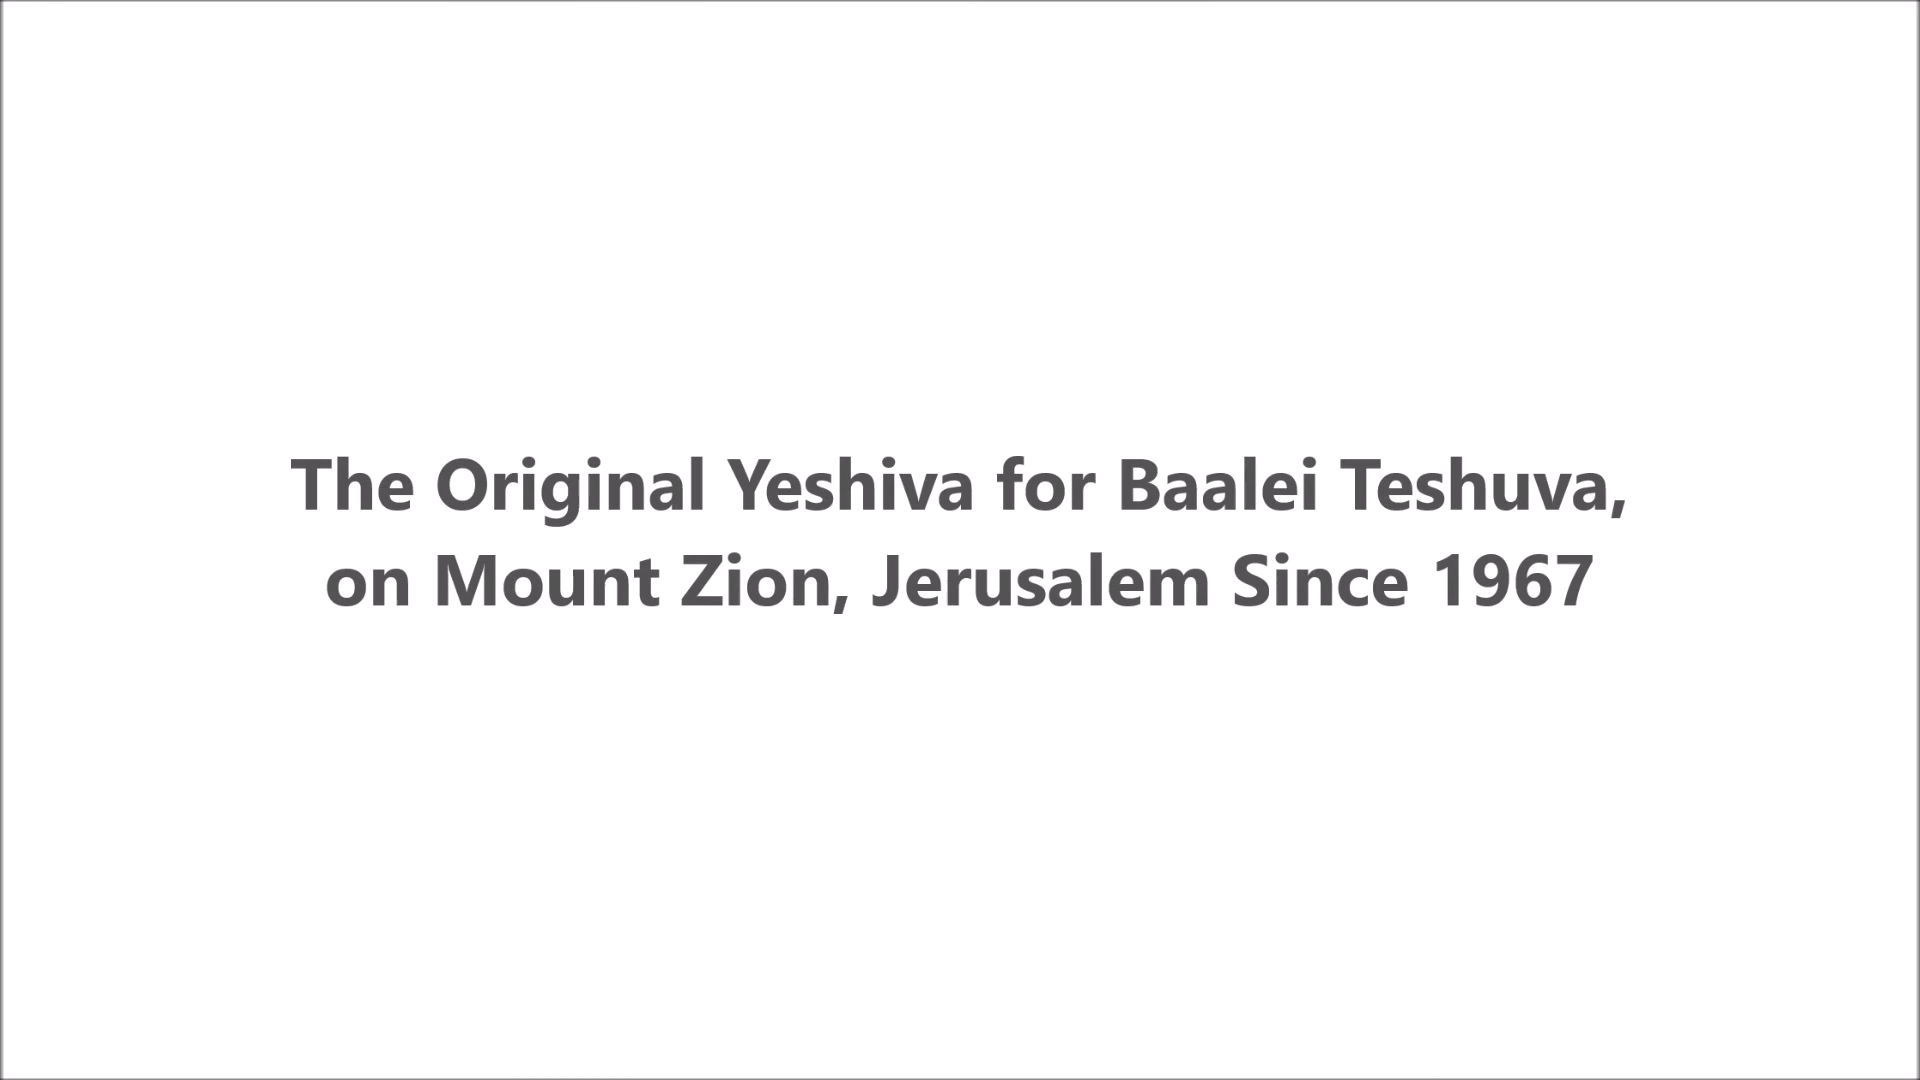 The Original Yeshiva for Baalei Teshuva,
on Mount Zion, Jerusalem Since 1967